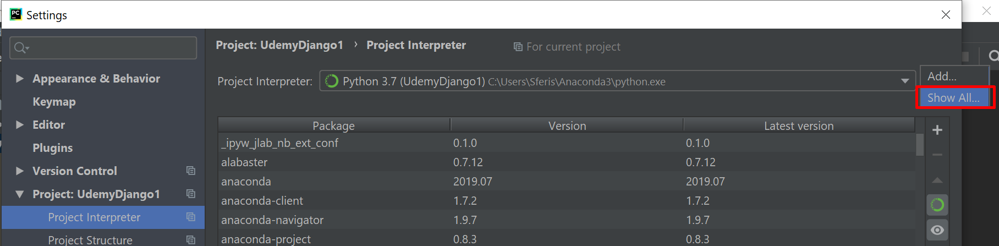 PC
Settings
Project: UdemyDjango1 › Project Interpreter
For current project
Project Interpreter: Python 3.7 (UdemyDjango1) C:\Users\Sferis\Anaconda3\python.exe
Add...
Show All...
Appearance & Behavior
Keymap
Editor
Plugins
Version Control
Project: UdemyDjango1
Project Interpreter
Project Structure
Package Version Latest version
_ipyw_jlab_nb_ext_conf 0.1.0 0.1.0
alabaster 0.7.12 0.7.12
anaconda 2019.07 2019.07
anaconda-client 1.7.2 1.7.2
anaconda-navigator 1.9.7 1.9.7
anaconda-project 0.8.3 0.8.3